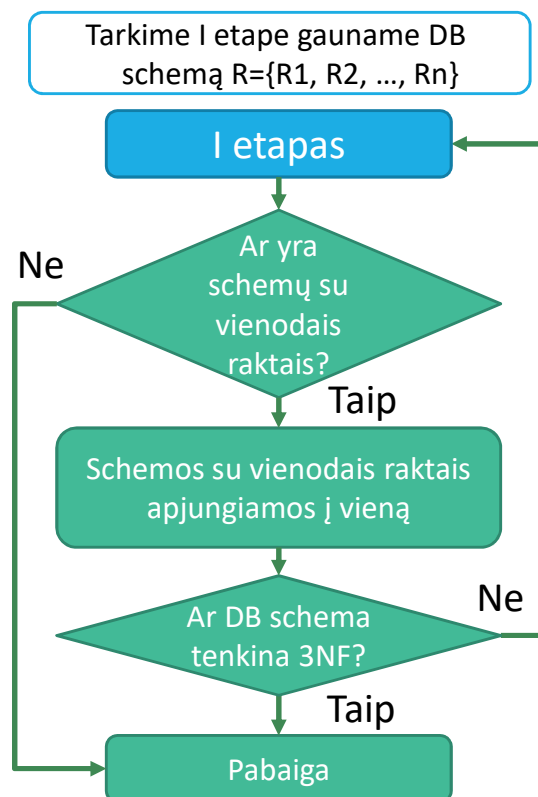 Tarkime I etape gauname DB
schemą R={R1, R2, ..., Rn}
I etapas
Ar yra
schemų su
vienodais
raktais?
Ne
Taip
Schemos su vienodais raktais
apjungiamos į vieną
Ar DB schema
tenkina 3NF?
Ne
Taip
Pabaiga